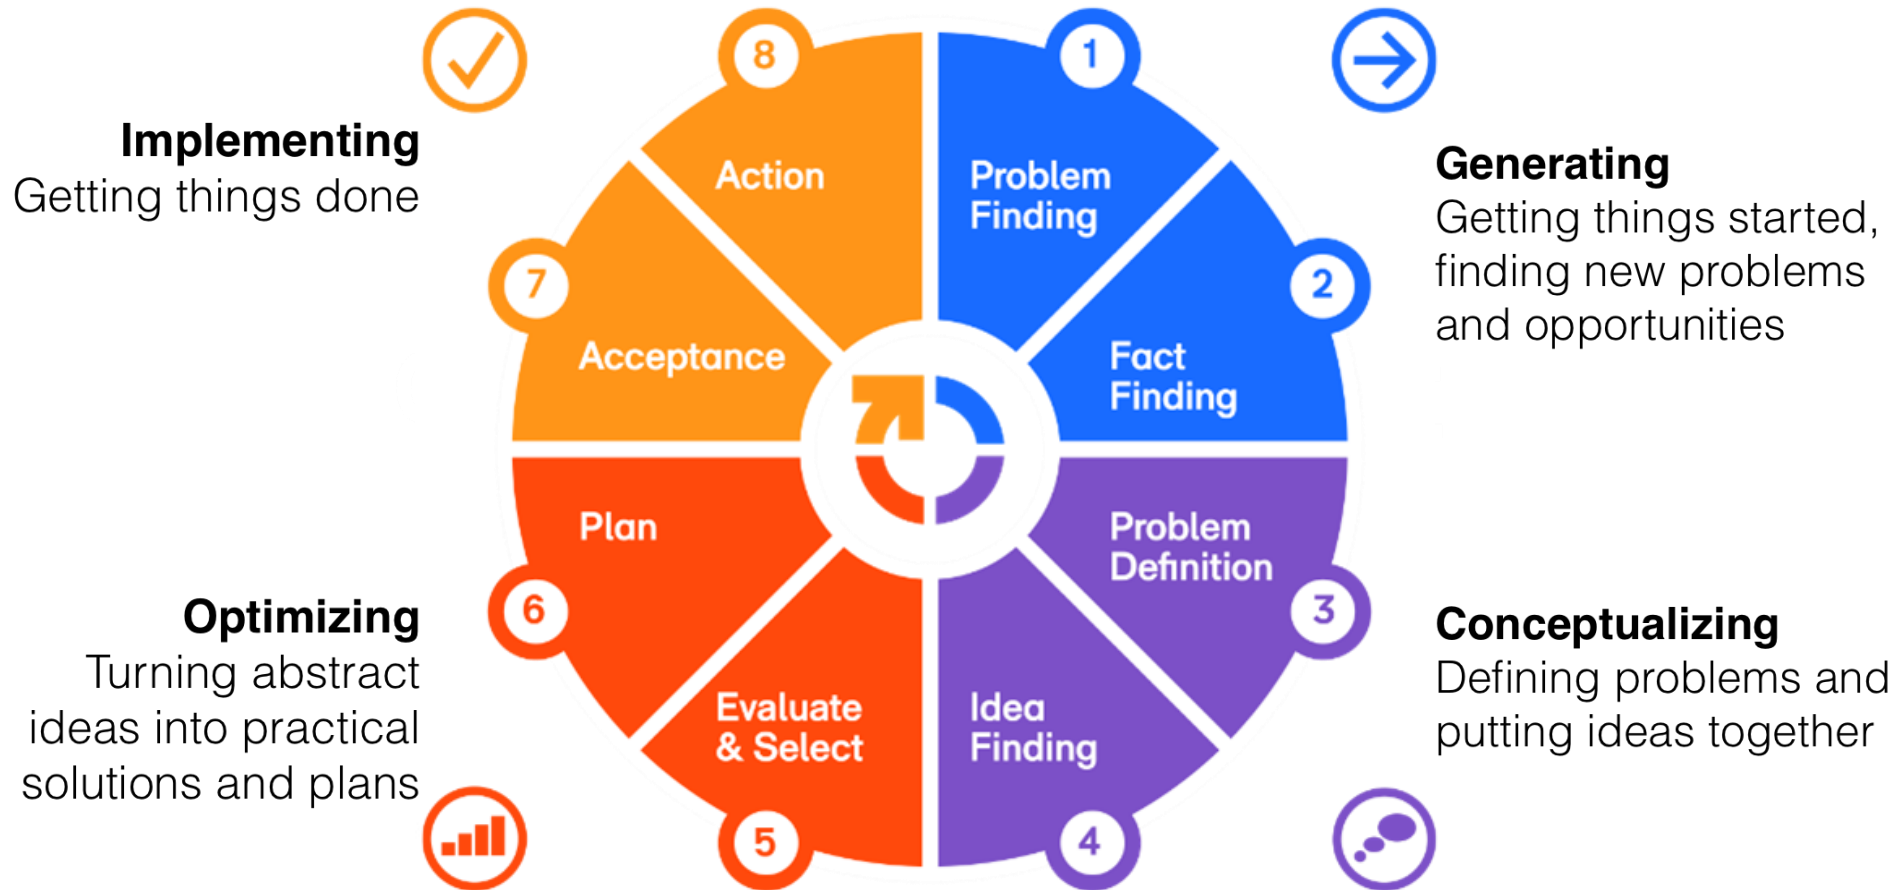 8
1
Implementing
Getting things done
Action
Problem
Finding
Generating
Getting things started,
finding new problems
and opportunities
7
2
Acceptance
Fact
Finding
Plan
Problem
Definition
6
3
Optimizing
Turning abstract
ideas into practical
solutions and plans
Conceptualizing
Defining problems and
putting ideas together
Evaluate
& Select
Idea
Finding
5
4